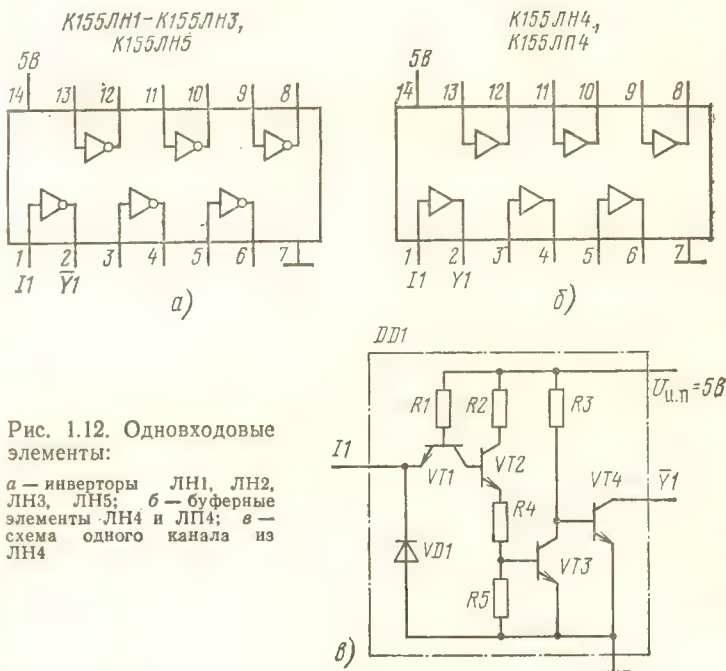 К155ЛН1-К155ЛН3,
К155ЛН5
5В
14 13 12 11 10 9 8
1 2 3 4 5 6 7
I1 Y̅1
а)
К155ЛН4,
К155ЛП4
5В
14 13 12 11 10 9 8
1 2 3 4 5 6 7
I1 Y1
б)
Рис. 1.12. Одновходовые
элементы:
а — инверторы ЛН1, ЛН2,
ЛН3, ЛН5; б — буферные
элементы ЛН4 и ЛП4; в —
схема одного канала из
ЛН4
DD1
Uи.п=5В
R1 R2 R3
I1
VT1 VT2 VT4 Y̅1
R4
VD1 VT3
R5
в)